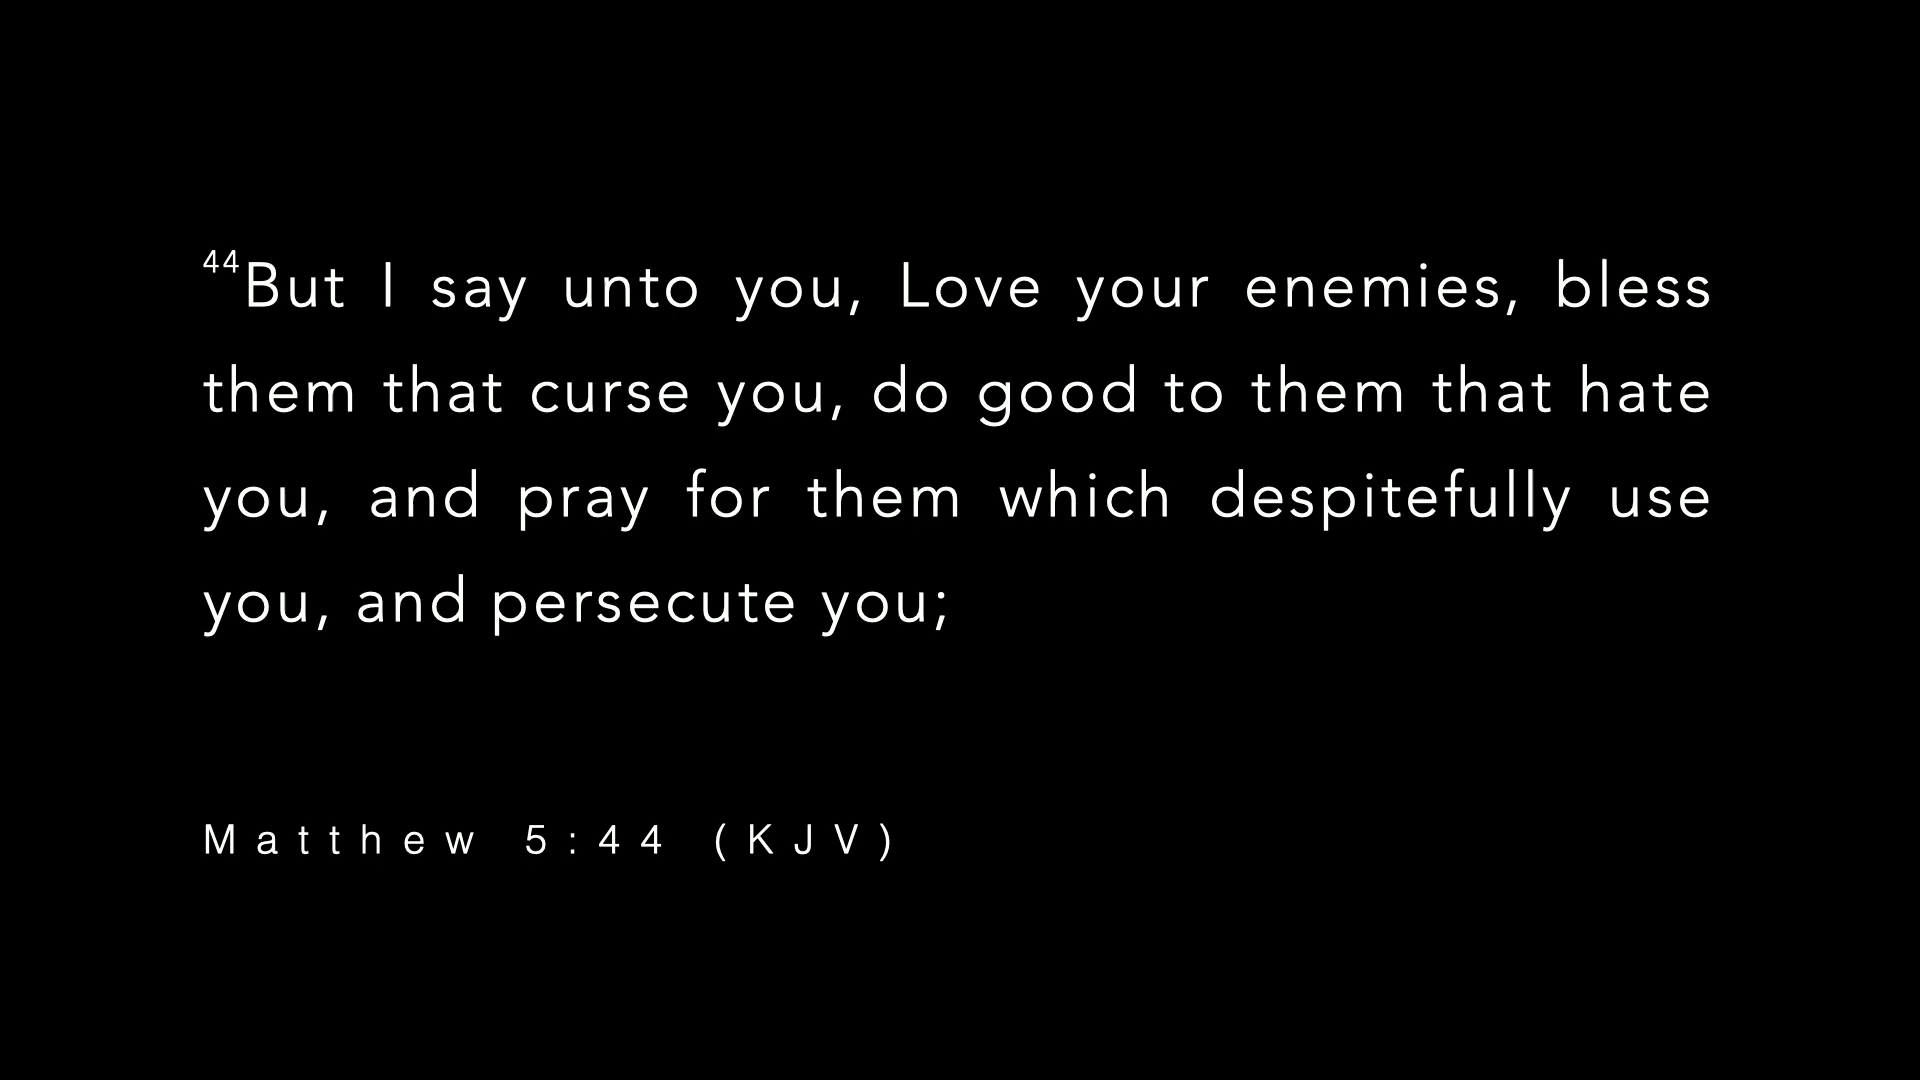 44But I say unto you, Love your enemies, bless
them that curse you, do good to them that hate
you, and pray for them which despitefully use
you, and persecute you;
Matthew 5:44 (KJV)